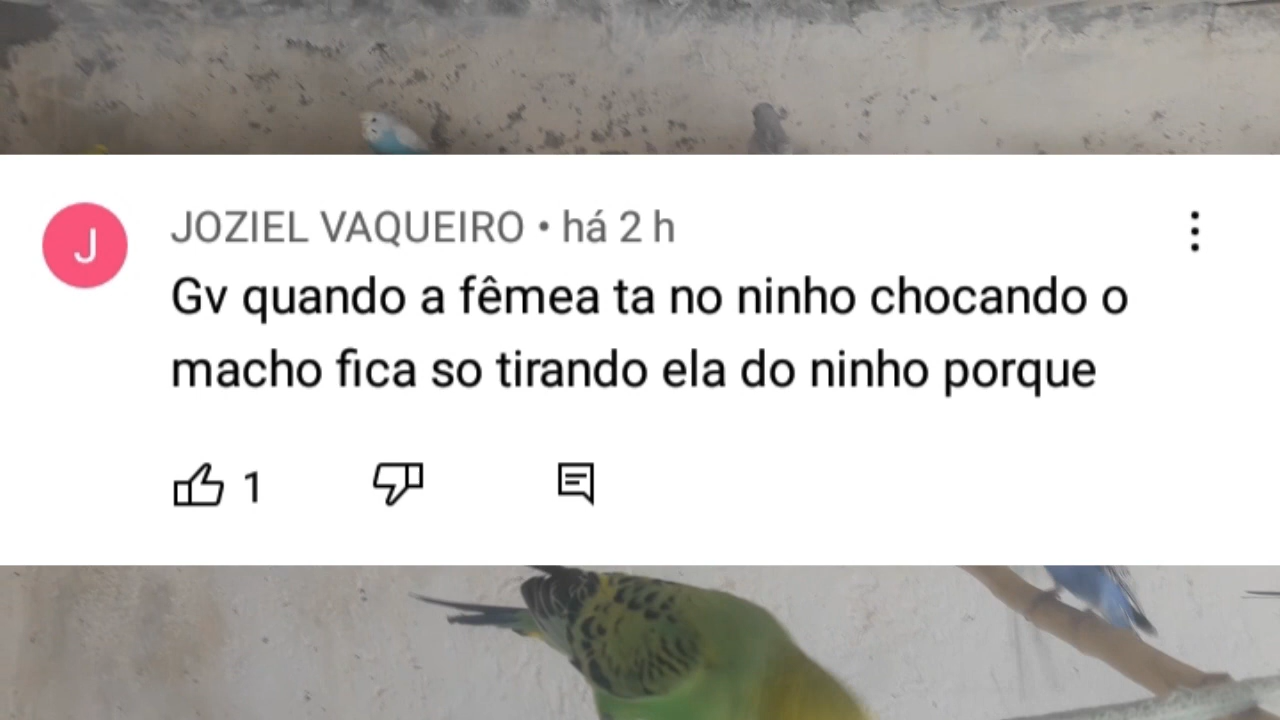 J
JOZIEL VAQUEIRO • há 2 h
Gv quando a fêmea ta no ninho chocando o
macho fica so tirando ela do ninho porque
1